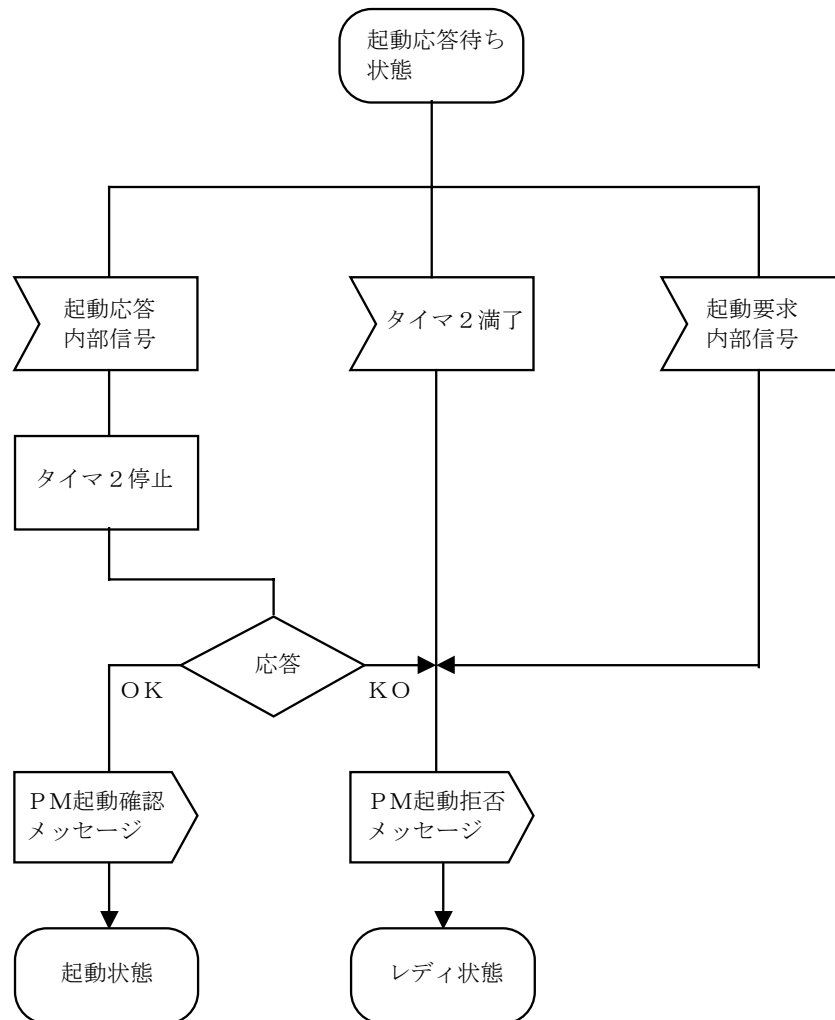 起動応答待ち
状態
起動応答
内部信号
タイマ２満了
起動要求
内部信号
タイマ２停止
応答
ＯＫ
ＫＯ
ＰＭ起動確認
メッセージ
ＰＭ起動拒否
メッセージ
起動状態
レディ状態